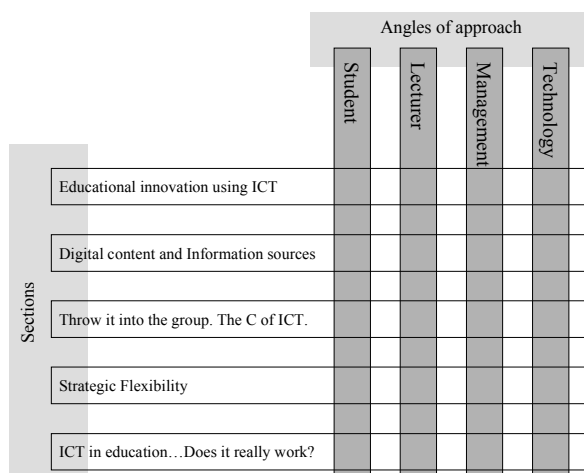 Angles of approach
Student
Lecturer
Management
Technology
Sections
Educational innovation using ICT
Digital content and Information sources
Throw it into the group. The C of ICT.
Strategic Flexibility
ICT in education…Does it really work?